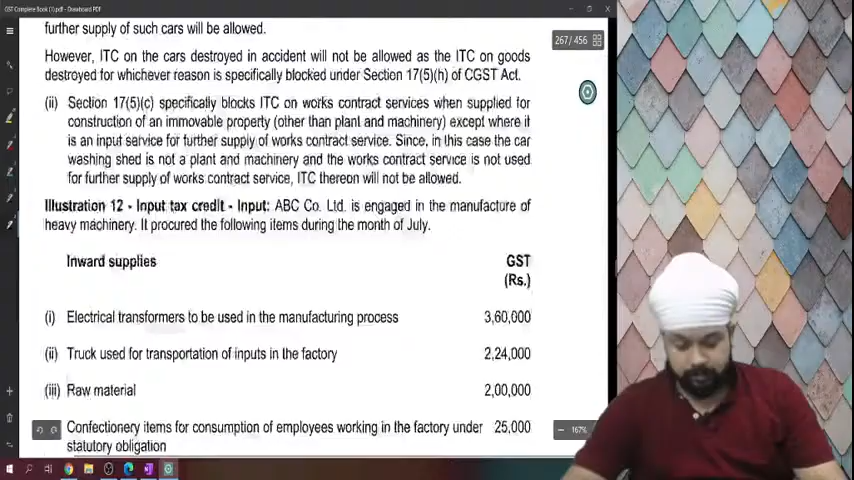 GST Complete Book (1).pdf - Drawboard PDF
further supply of such cars will be allowed.
267 / 456
However, ITC on the cars destroyed in accident will not be allowed as the ITC on goods
destroyed for whichever reason is specifically blocked under Section 17(5)(h) of CGST Act.
(ii) Section 17(5)(c) specifically blocks ITC on works contract services when supplied for
construction of an immovable property (other than plant and machinery) except where it
is an input service for further supply of works contract service. Since, in this case the car
washing shed is not a plant and machinery and the works contract service is not used
for further supply of works contract service, ITC thereon will not be allowed.
Illustration 12 - Input tax credit - Input: ABC Co. Ltd. is engaged in the manufacture of
heavy machinery. It procured the following items during the month of July.
Inward supplies GST
(Rs.)
(i) Electrical transformers to be used in the manufacturing process 3,60,000
(ii) Truck used for transportation of inputs in the factory 2,24,000
(iii) Raw material 2,00,000
Confectionery items for consumption of employees working in the factory under 25,000
statutory obligation
167%